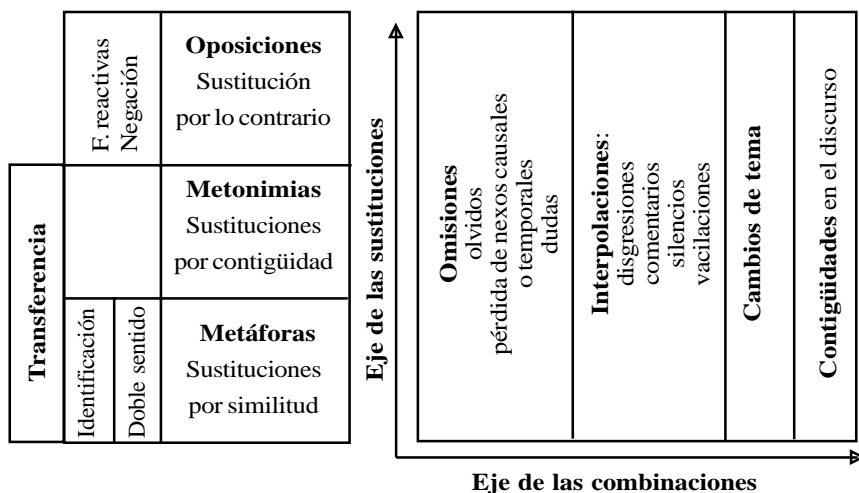 Transferencia
F. reactivas
Negación
Oposiciones
Sustitución
por lo contrario
Metonimias
Sustituciones
por contigüidad
Identificación
Doble sentido
Metáforas
Sustituciones
por similitud
Eje de las sustituciones
Omisiones
olvidos
pérdida de nexos causales
o temporales
dudas
Interpolaciones:
disgresiones
comentarios
silencios
vacilaciones
Cambios de tema
Contigüidades en el discurso
Eje de las combinaciones